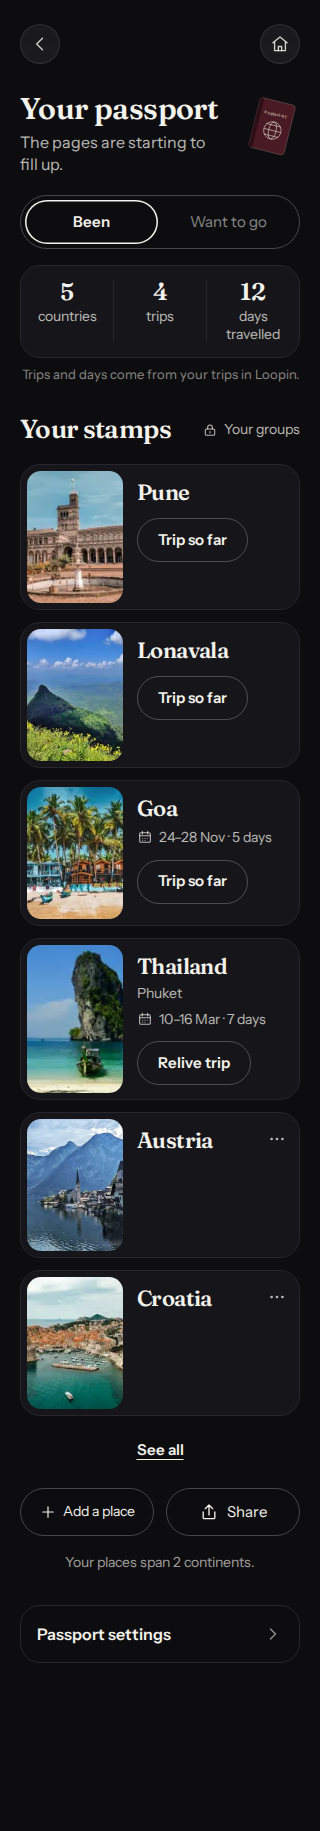 Your passport
The pages are starting to
fill up.
Been
Want to go
5
countries
4
trips
12
days
travelled
Trips and days come from your trips in Loopin.
Your stamps
Your groups
Pune
Trip so far
Lonavala
Trip so far
Goa
24–28 Nov · 5 days
Trip so far
Thailand
Phuket
10–16 Mar · 7 days
Relive trip
Austria
Croatia
See all
Add a place
Share
Your places span 2 continents.
Passport settings